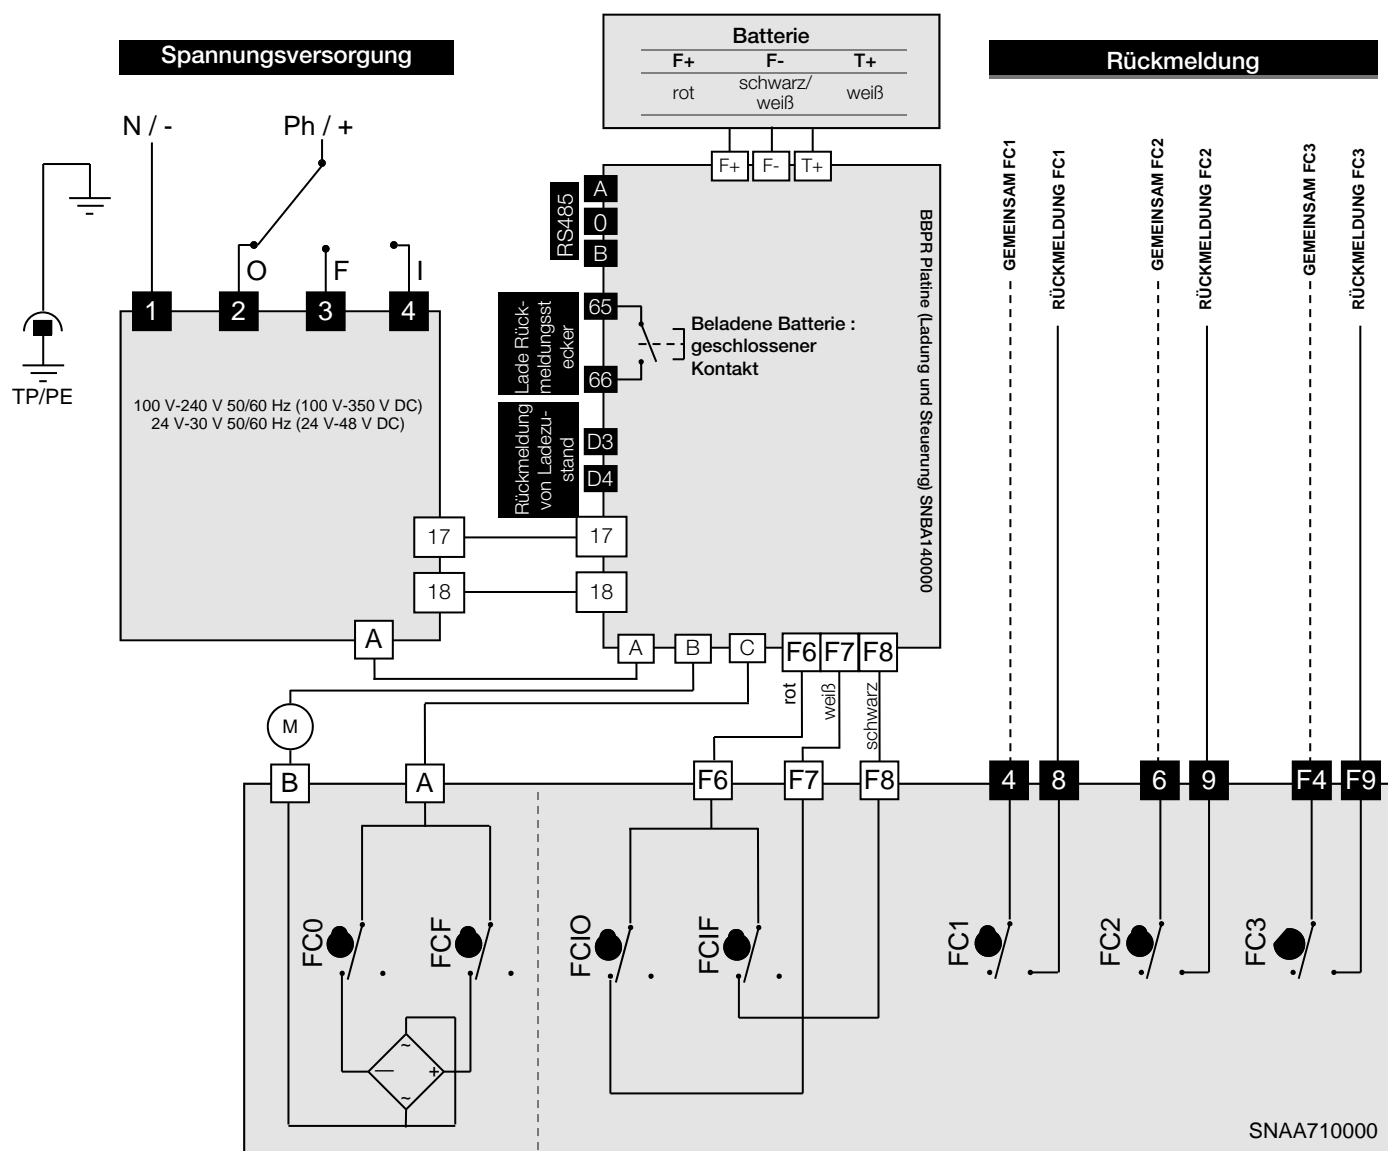 Spannungsversorgung
Batterie
F+ F- T+
rot schwarz/ weiß
weiß
Rückmeldung
N / -
Ph / +
F+ F- T+
RS485
A
0
B
O F I
1 2 3 4
TP/PE
100 V-240 V 50/60 Hz (100 V-350 V DC)
24 V-30 V 50/60 Hz (24 V-48 V DC)
Lade Rück-
meldungsst
ecker
65
66
Beladene Batterie :
geschlossener
Kontakt
Rückmeldung
von Ladezu-
stand
D3
D4
BBPR Platine (Ladung und Steuerung) SNBA140000
17 17
18 18
A
A B C F6 F7 F8
rot
weiß
schwarz
GEMEINSAM FC1
RÜCKMELDUNG FC1
GEMEINSAM FC2
RÜCKMELDUNG FC2
GEMEINSAM FC3
RÜCKMELDUNG FC3
M
B A F6 F7 F8 4 8 6 9 F4 F9
FC0
FCF
FCIO
FCIF
FC1
FC2
FC3
~
— +
~
SNAA710000